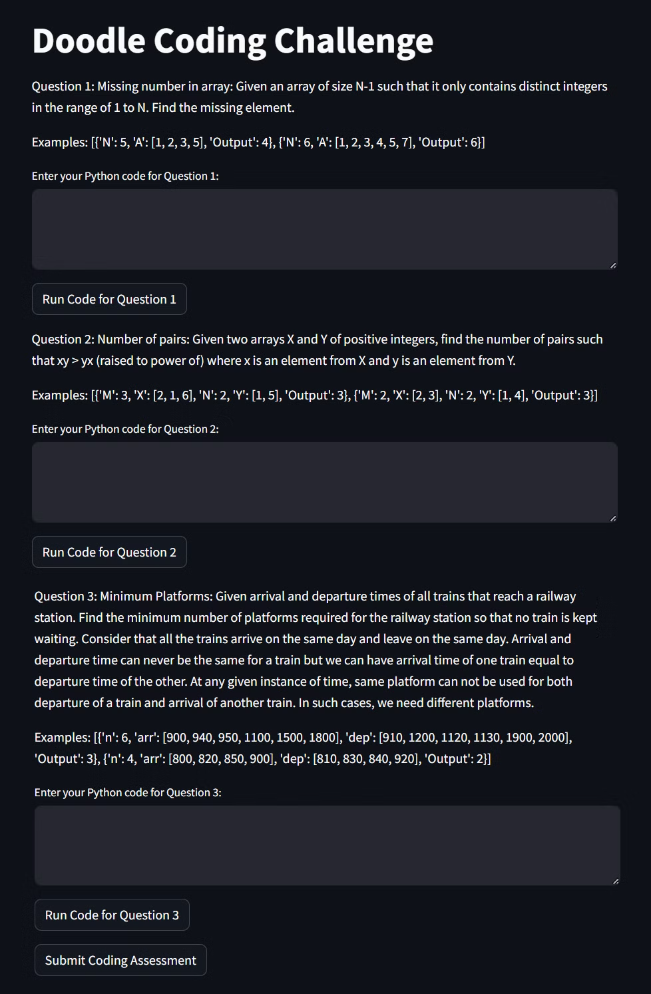 Doodle Coding Challenge
Question 1: Missing number in array: Given an array of size N-1 such that it only contains distinct integers
in the range of 1 to N. Find the missing element.
Examples: [{'N': 5, 'A': [1, 2, 3, 5], 'Output': 4}, {'N': 6, 'A': [1, 2, 3, 4, 5, 7], 'Output': 6}]
Enter your Python code for Question 1:
Run Code for Question 1
Question 2: Number of pairs: Given two arrays X and Y of positive integers, find the number of pairs such
that xy > yx (raised to power of) where x is an element from X and y is an element from Y.
Examples: [{'M': 3, 'X': [2, 1, 6], 'N': 2, 'Y': [1, 5], 'Output': 3}, {'M': 2, 'X': [2, 3], 'N': 2, 'Y': [1, 4], 'Output': 3}]
Enter your Python code for Question 2:
Run Code for Question 2
Question 3: Minimum Platforms: Given arrival and departure times of all trains that reach a railway
station. Find the minimum number of platforms required for the railway station so that no train is kept
waiting. Consider that all the trains arrive on the same day and leave on the same day. Arrival and
departure time can never be the same for a train but we can have arrival time of one train equal to
departure time of the other. At any given instance of time, same platform can not be used for both
departure of a train and arrival of another train. In such cases, we need different platforms.
Examples: [{'n': 6, 'arr': [900, 940, 950, 1100, 1500, 1800], 'dep': [910, 1200, 1120, 1130, 1900, 2000],
'Output': 3}, {'n': 4, 'arr': [800, 820, 850, 900], 'dep': [810, 830, 840, 920], 'Output': 2}]
Enter your Python code for Question 3:
Run Code for Question 3
Submit Coding Assessment